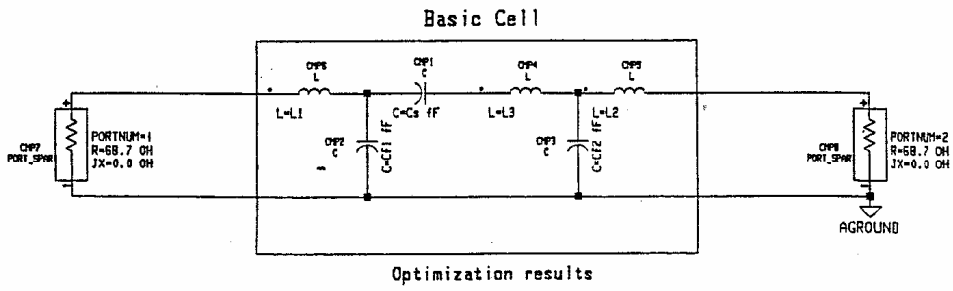 Basic Cell
CMP6
L
L=L1
CMP1
C
C=Cs fF
CMP4
L
L=L3
CMP5
L
L=L2
CMP2
C
C=Cf1 fF
CMP3
C
C=Cf2 fF
CMP7
PORT_SPAR
PORTNUM=1
R=68.7 OH
JX=0.0 OH
CMP8
PORT_SPAR
PORTNUM=2
R=68.7 OH
JX=0.0 OH
AGROUND
Optimization results